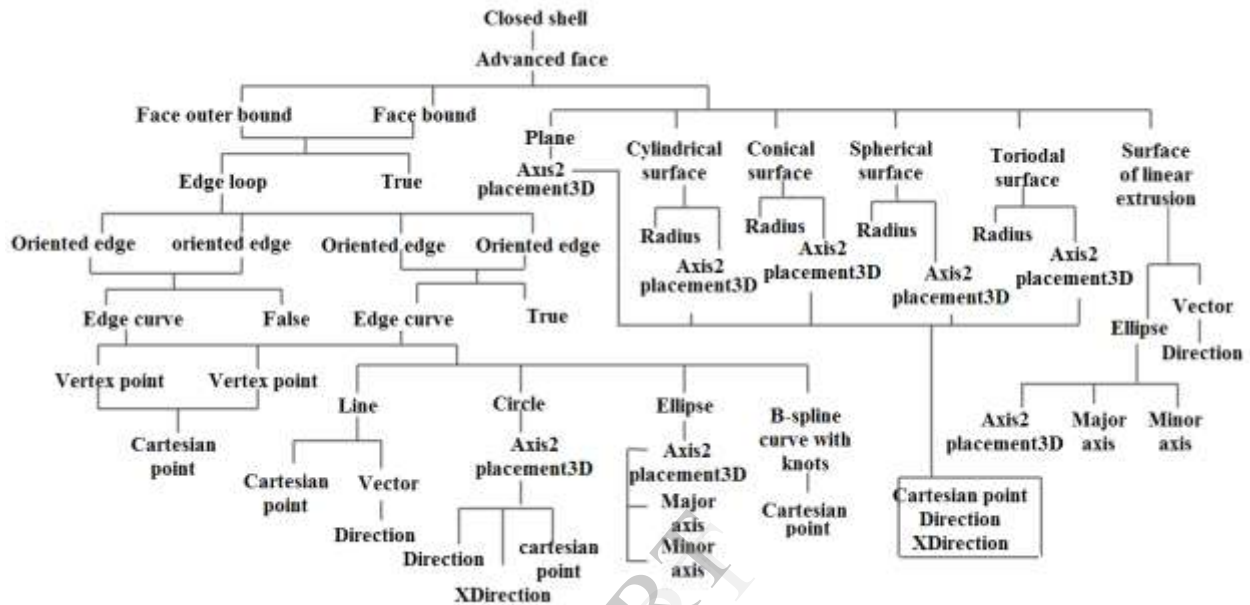 Closed shell
Advanced face
Face outer bound
Face bound
Plane
Axis2
placement3D
Cylindrical
surface
Conical
surface
Spherical
surface
Toriodal
surface
Surface
of linear
extrusion
Edge loop
True
Radius
Axis2
placement3D
Radius
Axis2
placement3D
Radius
Axis2
placement3D
Radius
Axis2
placement3D
Oriented edge
oriented edge
Oriented edge
Oriented edge
Edge curve
False
Edge curve
True
Ellipse
Vector
Direction
Vertex point
Vertex point
Cartesian
point
Line
Circle
Ellipse
B-spline
curve with
knots
Axis2
placement3D
Major
axis
Minor
axis
Cartesian
point
Vector
Direction
Axis2
placement3D
Direction
XDirection
cartesian
point
Axis2
placement3D
Major
axis
Minor
axis
Cartesian
point
Cartesian point
Direction
XDirection